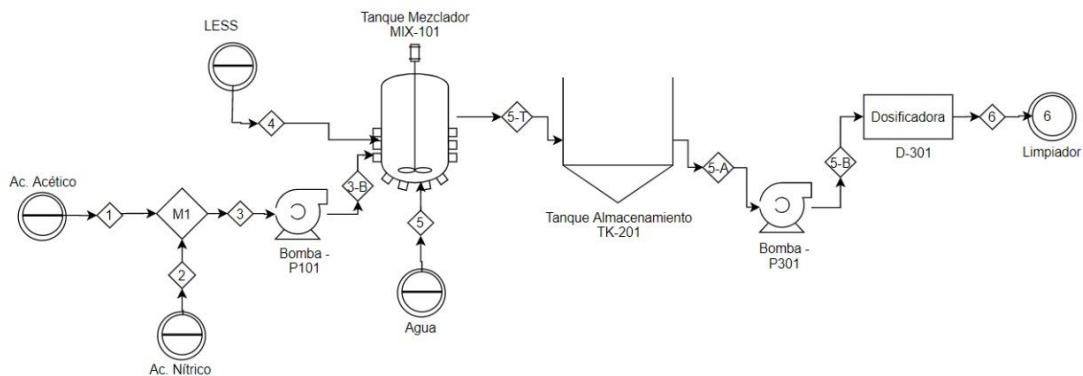 Tanque Mezclador
MIX-101
LESS
4
5-T
Dosificadora
6
6
D-301
Limpiador
5-B
3-B
5-A
Ac. Acético
1
M1
3
5
Tanque Almacenamiento
TK-201
Bomba -
P101
Bomba -
P301
2
Agua
Ac. Nítrico